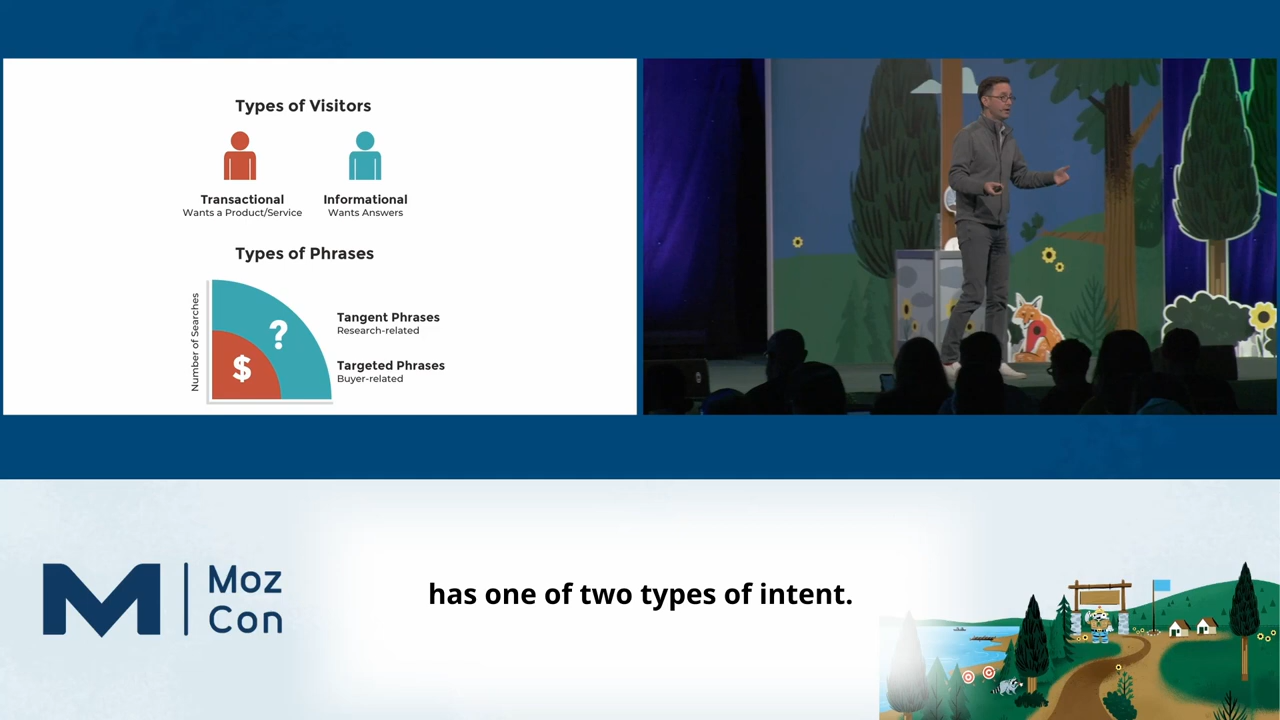 Types of Visitors
Transactional
Wants a Product/Service
Informational
Wants Answers
Types of Phrases
Number of Searches
?
$
Tangent Phrases
Research-related
Targeted Phrases
Buyer-related
Moz
Con
has one of two types of intent.